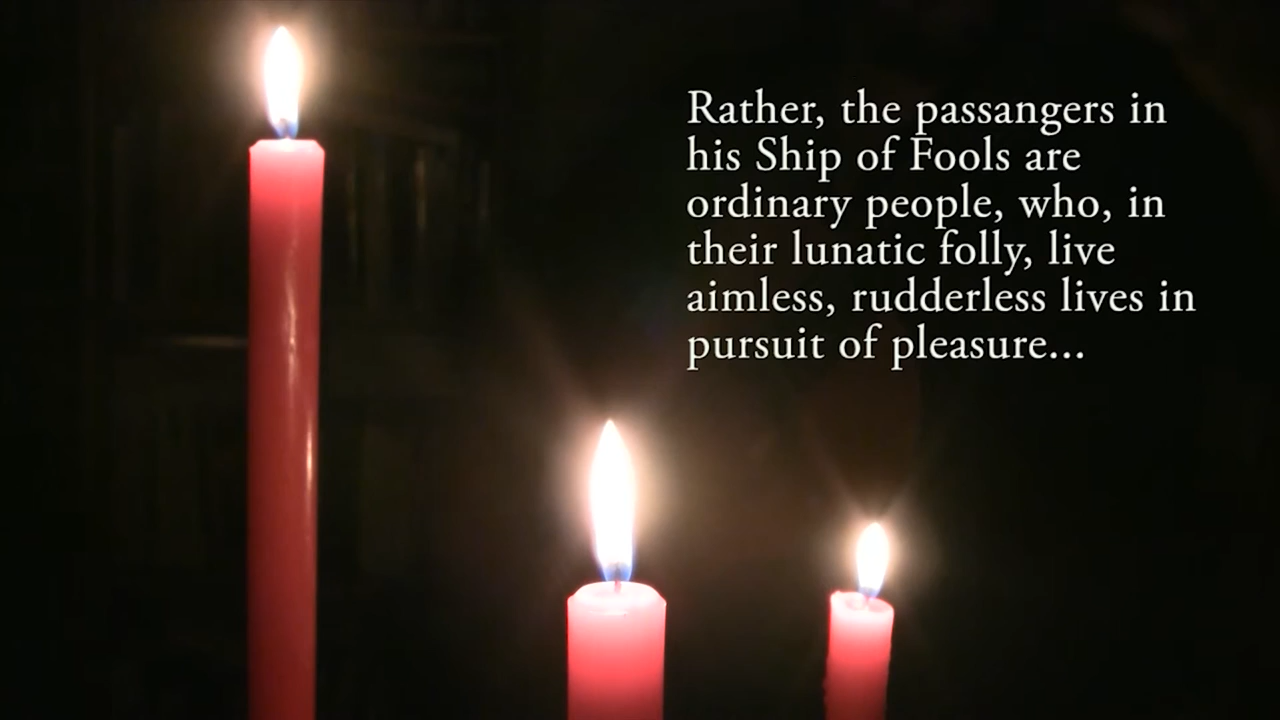 Rather, the passangers in
his Ship of Fools are
ordinary people, who, in
their lunatic folly, live
aimless, rudderless lives in
pursuit of pleasure...